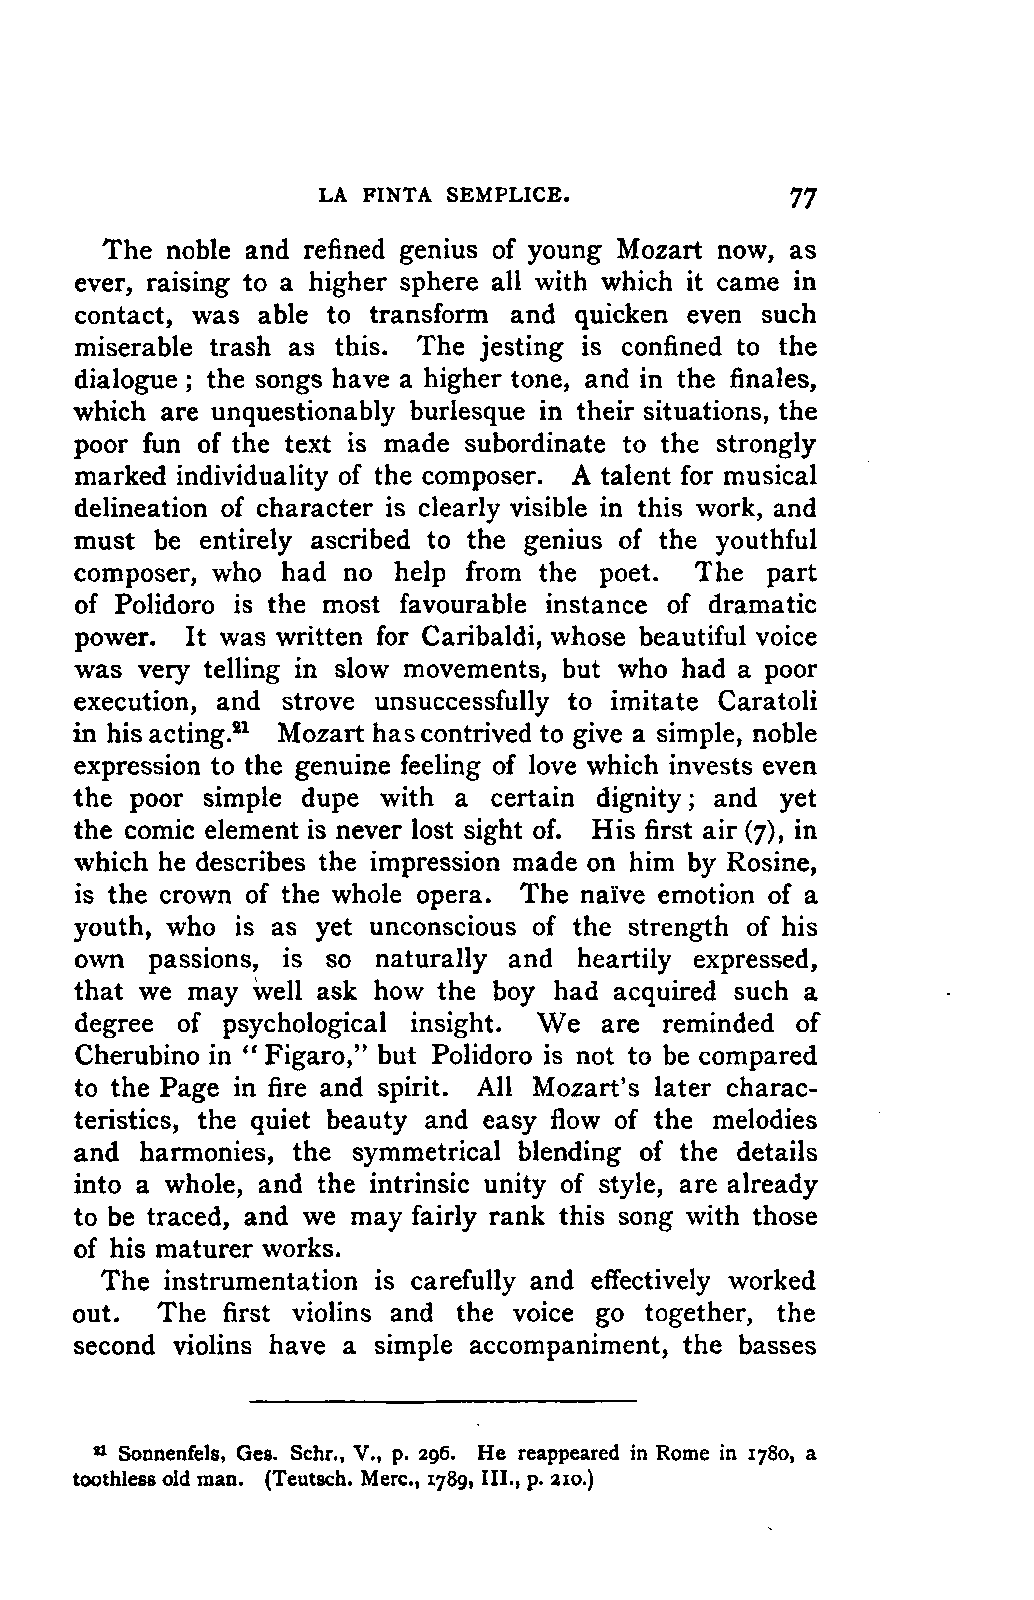 LA FINTA SEMPLICE. 77
The noble and refined genius of young Mozart now, as
ever, raising to a higher sphere all with which it came in
contact, was able to transform and quicken even such
miserable trash as this. The jesting is confined to the
dialogue ; the songs have a higher tone, and in the finales,
which are unquestionably burlesque in their situations, the
poor fun of the text is made subordinate to the strongly
marked individuality of the composer. A talent for musical
delineation of character is clearly visible in this work, and
must be entirely ascribed to the genius of the youthful
composer, who had no help from the poet. The part
of Polidoro is the most favourable instance of dramatic
power. It was written for Caribaldi, whose beautiful voice
was very telling in slow movements, but who had a poor
execution, and strove unsuccessfully to imitate Caratoli
in his acting.²¹ Mozart has contrived to give a simple, noble
expression to the genuine feeling of love which invests even
the poor simple dupe with a certain dignity; and yet
the comic element is never lost sight of. His first air (7), in
which he describes the impression made on him by Rosine,
is the crown of the whole opera. The naïve emotion of a
youth, who is as yet unconscious of the strength of his
own passions, is so naturally and heartily expressed,
that we may well ask how the boy had acquired such a
degree of psychological insight. We are reminded of
Cherubino in “ Figaro,” but Polidoro is not to be compared
to the Page in fire and spirit. All Mozart's later charac-
teristics, the quiet beauty and easy flow of the melodies
and harmonies, the symmetrical blending of the details
into a whole, and the intrinsic unity of style, are already
to be traced, and we may fairly rank this song with those
of his maturer works.
The instrumentation is carefully and effectively worked
out. The first violins and the voice go together, the
second violins have a simple accompaniment, the basses
²¹ Sonnenfels, Ges. Schr., V., p. 296. He reappeared in Rome in 1780, a
toothless old man. (Teutsch. Merc., 1789, III., p. 210.)